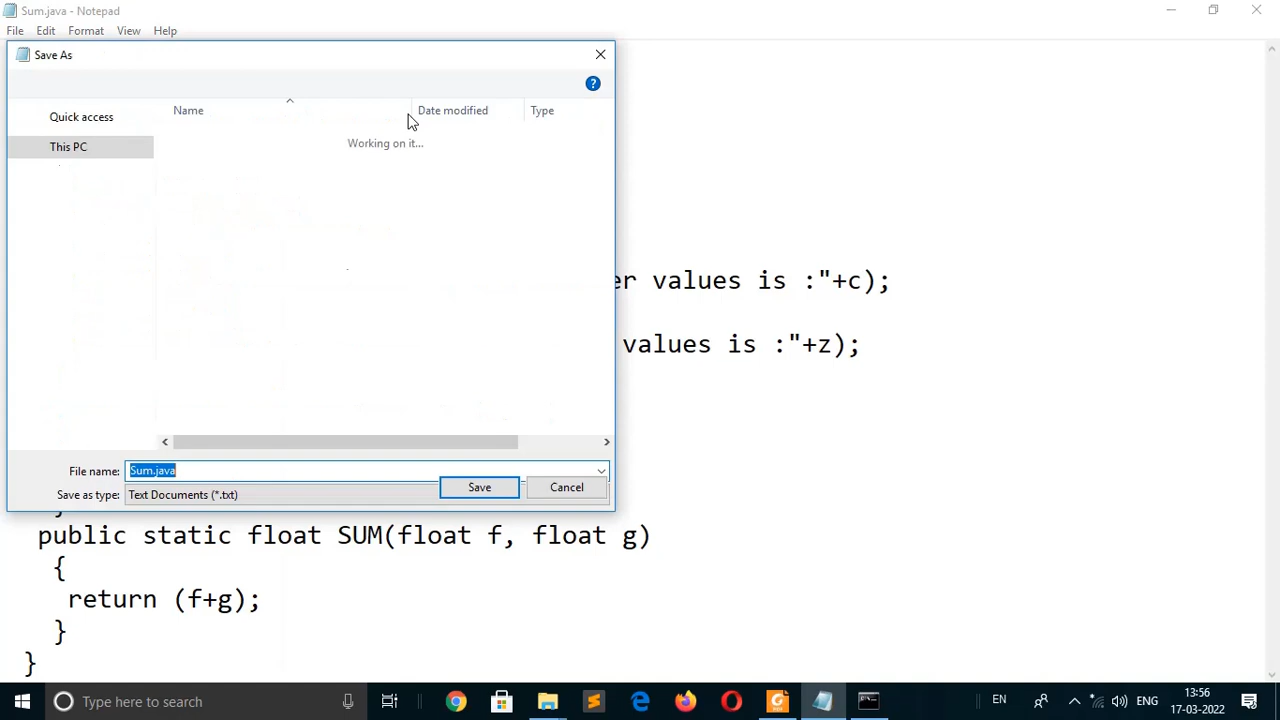 Sum.java - Notepad
File Edit Format View Help
Save As
?
Name Date modified Type
Quick access
This PC
Working on it...
er values is :"+c);
values is :"+z);
File name: Sum.java
Save as type: Text Documents (*.txt)
Save Cancel
}
public static float SUM(float f, float g)
{
return (f+g);
}
}
Type here to search
EN
ENG
13:56
17-03-2022